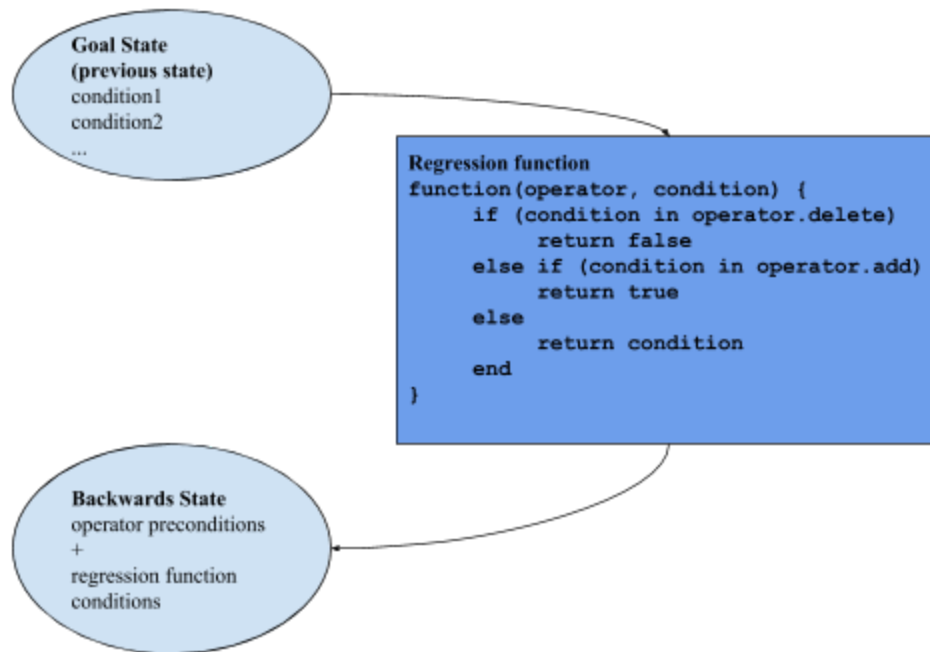 Goal State
(previous state)
condition1
condition2
...
Regression function
function(operator, condition) {
if (condition in operator.delete)
return false
else if (condition in operator.add)
return true
else
return condition
end
}
Backwards State
operator preconditions
+
regression function
conditions